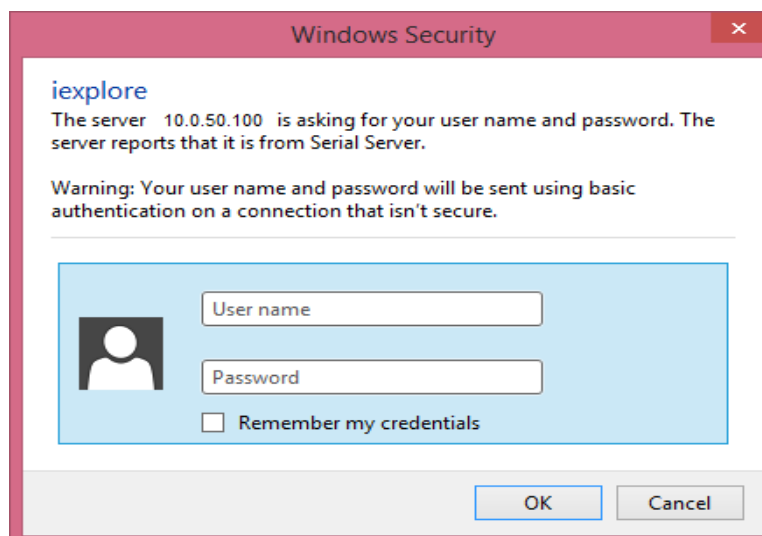 Windows Security
×
iexplore
The server 10.0.50.100 is asking for your user name and password. The
server reports that it is from Serial Server.
Warning: Your user name and password will be sent using basic
authentication on a connection that isn't secure.
User name
Password
Remember my credentials
OK Cancel